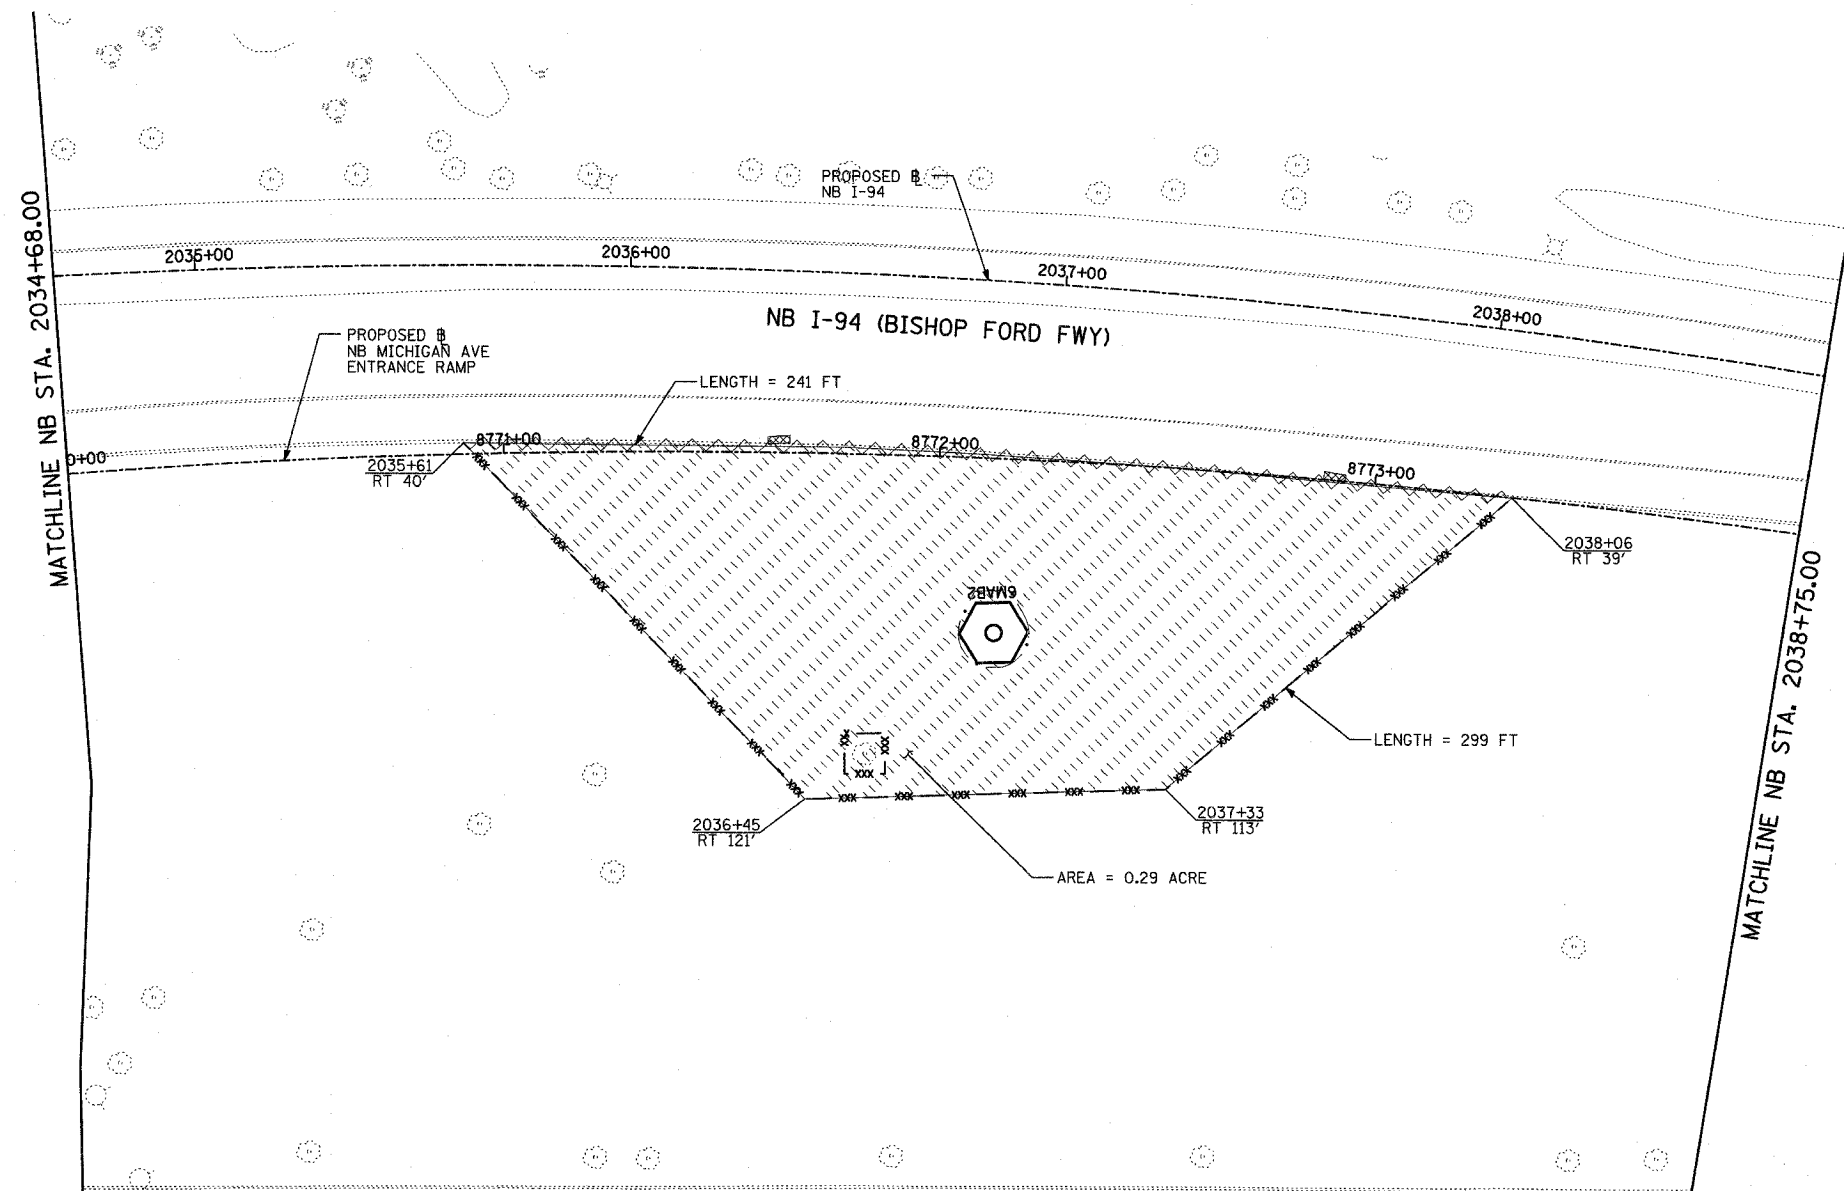 MATCHLINE NB STA. 2034+68.00
PROPOSED ℄
NB I-94
2035+00
2036+00
2037+00
2038+00
NB I-94 (BISHOP FORD FWY)
PROPOSED ℄
NB MICHIGAN AVE
ENTRANCE RAMP
LENGTH = 241 FT
0+00
8771+00
8772+00
8773+00
2035+61
RT 40'
2038+06
RT 39'
6MAB2
LENGTH = 299 FT
2036+45
RT 121'
2037+33
RT 113'
AREA = 0.29 ACRE
MATCHLINE NB STA. 2038+75.00